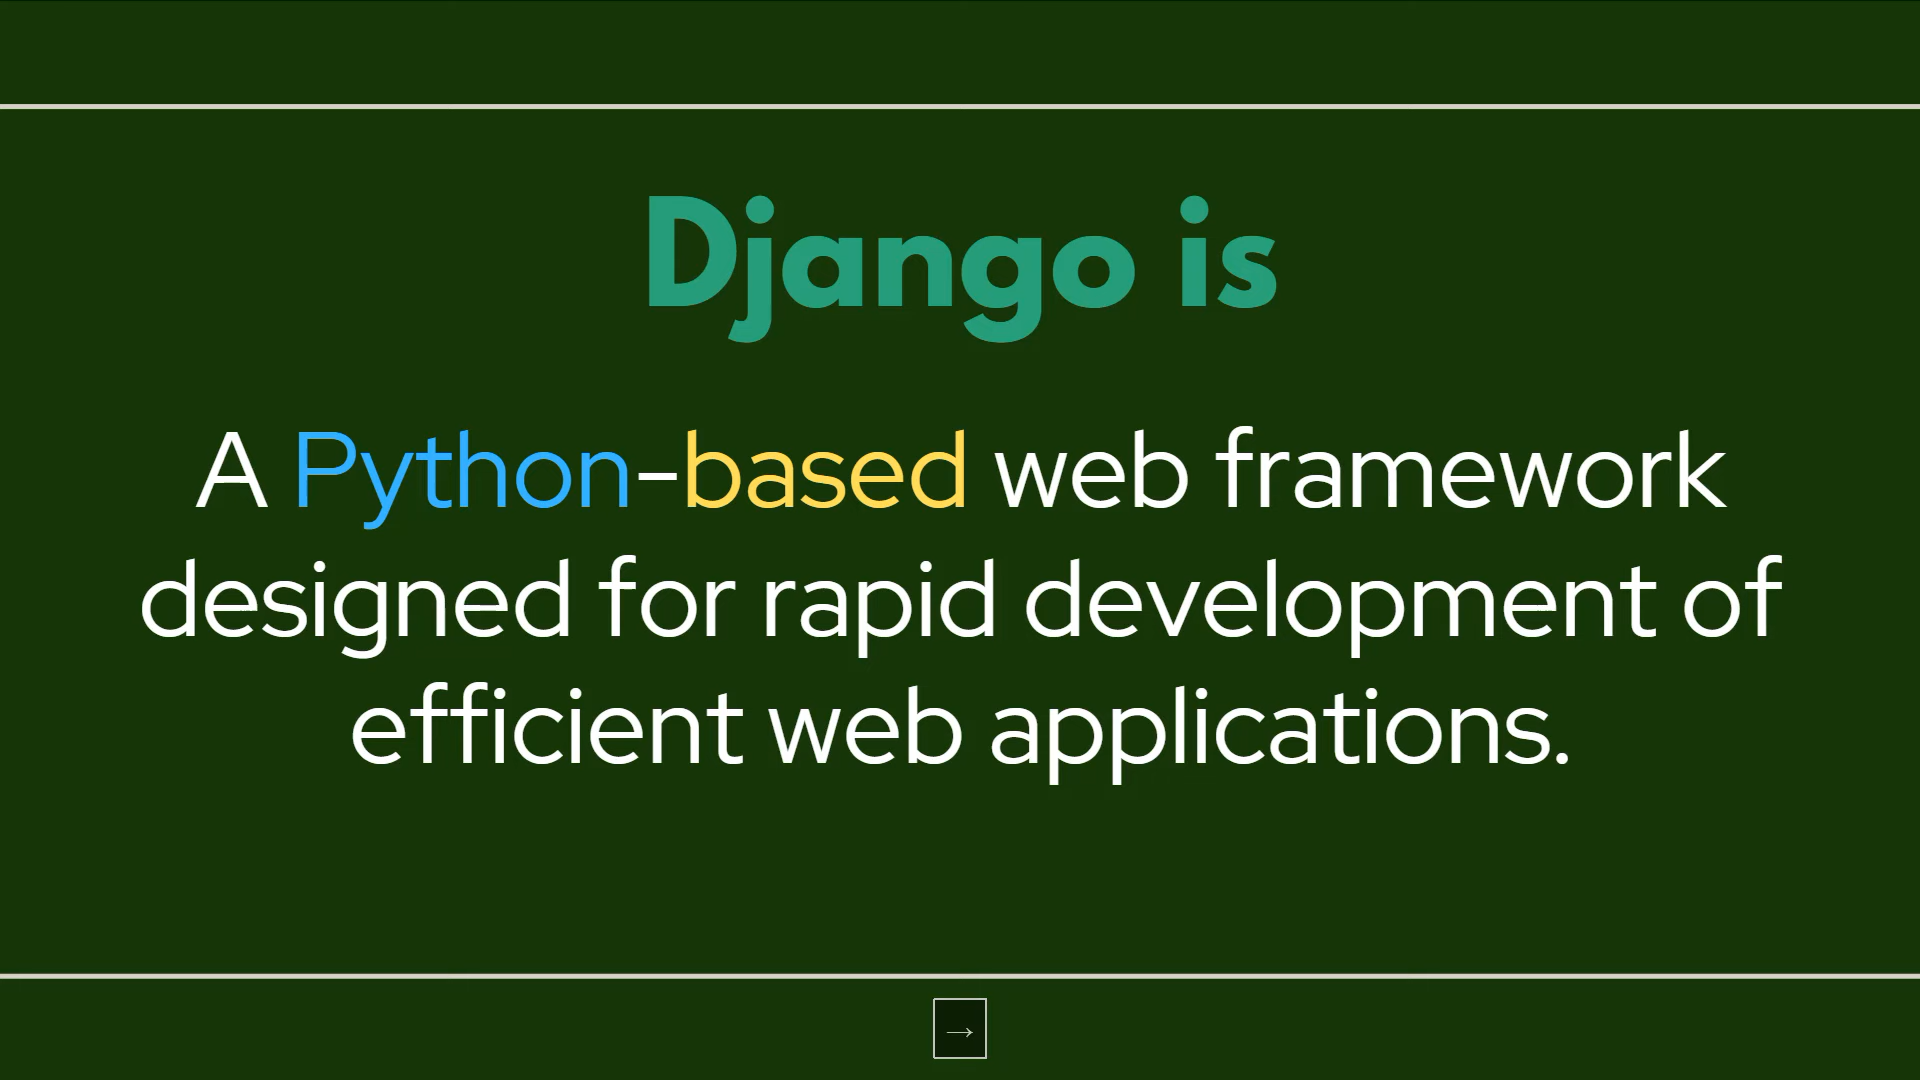 Django is
A Python-based web framework
designed for rapid development of
efficient web applications.
→